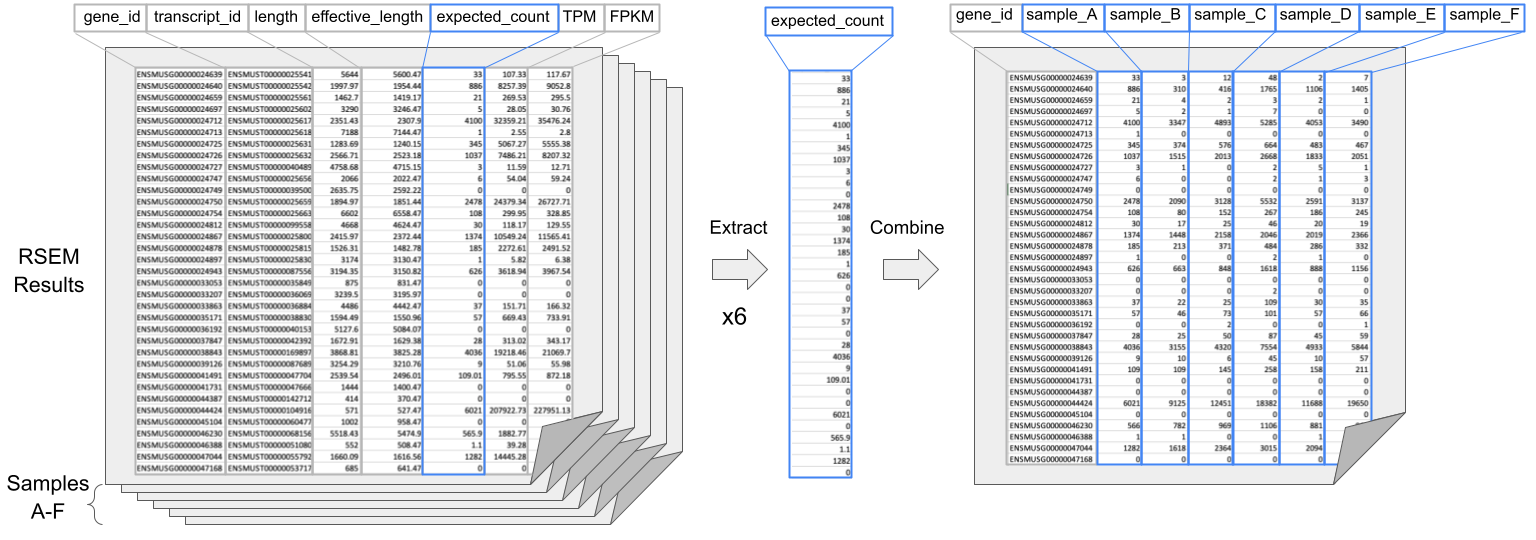 gene_id transcript_id length effective_length expected_count TPM FPKM
ENSMUSG00000024639 ENSMUST00000025541 5644 5600.47 33 107.33 117.67
ENSMUSG00000024640 ENSMUST00000025542 1997.97 1954.44 886 8257.39 9052.8
ENSMUSG00000024659 ENSMUST00000025561 1462.7 1419.17 21 269.53 295.5
ENSMUSG00000024697 ENSMUST00000025602 3290 3246.47 5 28.05 30.76
ENSMUSG00000024712 ENSMUST00000025617 2351.43 2307.9 4100 32359.21 35476.24
ENSMUSG00000024713 ENSMUST00000025618 7188 7144.47 1 2.55 2.8
ENSMUSG00000024725 ENSMUST00000025631 1283.69 1240.15 345 5067.27 5555.38
ENSMUSG00000024726 ENSMUST00000025632 2566.71 2523.18 1037 7486.21 8207.32
ENSMUSG00000024727 ENSMUST00000040489 4758.68 4715.15 3 11.59 12.71
ENSMUSG00000024747 ENSMUST00000025656 2066 2022.47 6 54.04 59.24
ENSMUSG00000024749 ENSMUST00000039500 2635.75 2592.22 0 0 0
ENSMUSG00000024750 ENSMUST00000025659 1894.97 1851.44 2478 24379.34 26727.71
ENSMUSG00000024754 ENSMUST00000025663 6602 6558.47 108 299.95 328.85
ENSMUSG00000024812 ENSMUST00000099558 4668 4624.47 30 118.17 129.55
ENSMUSG00000024867 ENSMUST00000025800 2415.97 2372.44 1374 10549.24 11565.41
ENSMUSG00000024878 ENSMUST00000025815 1526.31 1482.78 185 2272.61 2491.52
ENSMUSG00000024897 ENSMUST00000025830 3174 3130.47 1 5.82 6.38
ENSMUSG00000024943 ENSMUST00000087556 3194.35 3150.82 626 3618.94 3967.54
ENSMUSG00000033053 ENSMUST00000035849 875 831.47 0 0 0
ENSMUSG00000033207 ENSMUST00000036069 3239.5 3195.97 0 0 0
ENSMUSG00000033863 ENSMUST00000036884 4486 4442.47 37 151.71 166.32
ENSMUSG00000035171 ENSMUST00000038830 1594.49 1550.96 57 669.43 733.91
ENSMUSG00000036192 ENSMUST00000040153 5127.6 5084.07 0 0 0
ENSMUSG00000037847 ENSMUST00000042392 1672.91 1629.38 28 313.02 343.17
ENSMUSG00000038843 ENSMUST00000169897 3868.81 3825.28 4036 19218.46 21069.7
ENSMUSG00000039126 ENSMUST00000087689 3254.29 3210.76 9 51.06 55.98
ENSMUSG00000041491 ENSMUST00000047704 2539.54 2496.01 109.01 795.55 872.18
ENSMUSG00000041731 ENSMUST00000047666 1444 1400.47 0 0 0
ENSMUSG00000044387 ENSMUST00000142712 414 370.47 0 0 0
ENSMUSG00000044424 ENSMUST00000104916 571 527.47 6021 207922.73 227951.13
ENSMUSG00000045104 ENSMUST00000060477 1002 958.47 0 0 0
ENSMUSG00000046230 ENSMUST00000068156 5518.43 5474.9 565.9 1882.77
ENSMUSG00000046388 ENSMUST00000051080 552 508.47 1.1 39.28
ENSMUSG00000047044 ENSMUST00000055792 1660.09 1616.56 1282 14445.28
ENSMUSG00000047168 ENSMUST00000053717 685 641.47 0 0
RSEM
Results
Samples
A-F
Extract
x6
expected_count
33
886
21
5
4100
1
345
1037
3
6
0
2478
108
30
1374
185
1
626
0
0
37
57
0
28
4036
9
109.01
0
0
6021
0
565.9
1.1
1282
0
Combine
gene_id sample_A sample_B sample_C sample_D sample_E sample_F
ENSMUSG00000024639 33 3 12 48 2 7
ENSMUSG00000024640 886 310 416 1765 1106 1405
ENSMUSG00000024659 21 4 2 3 2 1
ENSMUSG00000024697 5 2 1 7 0 0
ENSMUSG00000024712 4100 3347 4893 5285 4053 3490
ENSMUSG00000024713 1 0 0 0 0 0
ENSMUSG00000024725 345 374 576 664 483 467
ENSMUSG00000024726 1037 1515 2013 2668 1833 2051
ENSMUSG00000024727 3 1 0 2 5 1
ENSMUSG00000024747 6 0 0 2 1 3
ENSMUSG00000024749 0 0 0 0 0 0
ENSMUSG00000024750 2478 2090 3128 5532 2591 3137
ENSMUSG00000024754 108 80 152 267 186 245
ENSMUSG00000024812 30 17 25 46 20 19
ENSMUSG00000024867 1374 1448 2158 2046 2019 2366
ENSMUSG00000024878 185 213 371 484 286 332
ENSMUSG00000024897 1 0 0 2 1 0
ENSMUSG00000024943 626 663 848 1618 888 1156
ENSMUSG00000033053 0 0 0 0 0 0
ENSMUSG00000033207 0 0 0 2 0 0
ENSMUSG00000033863 37 22 25 109 30 35
ENSMUSG00000035171 57 46 73 101 57 66
ENSMUSG00000036192 0 0 2 0 0 1
ENSMUSG00000037847 28 25 50 87 45 59
ENSMUSG00000038843 4036 3155 4320 7554 4933 5844
ENSMUSG00000039126 9 10 6 45 10 57
ENSMUSG00000041491 109 109 145 258 158 211
ENSMUSG00000041731 0 0 0 0 0 0
ENSMUSG00000044387 0 0 0 0 0 0
ENSMUSG00000044424 6021 9125 12451 18382 11688 19650
ENSMUSG00000045104 0 0 0 0 0 0
ENSMUSG00000046230 566 782 969 1106 881
ENSMUSG00000046388 1 1 0 0 1
ENSMUSG00000047044 1282 1618 2364 3015 2094
ENSMUSG00000047168 0 0 0 0 0